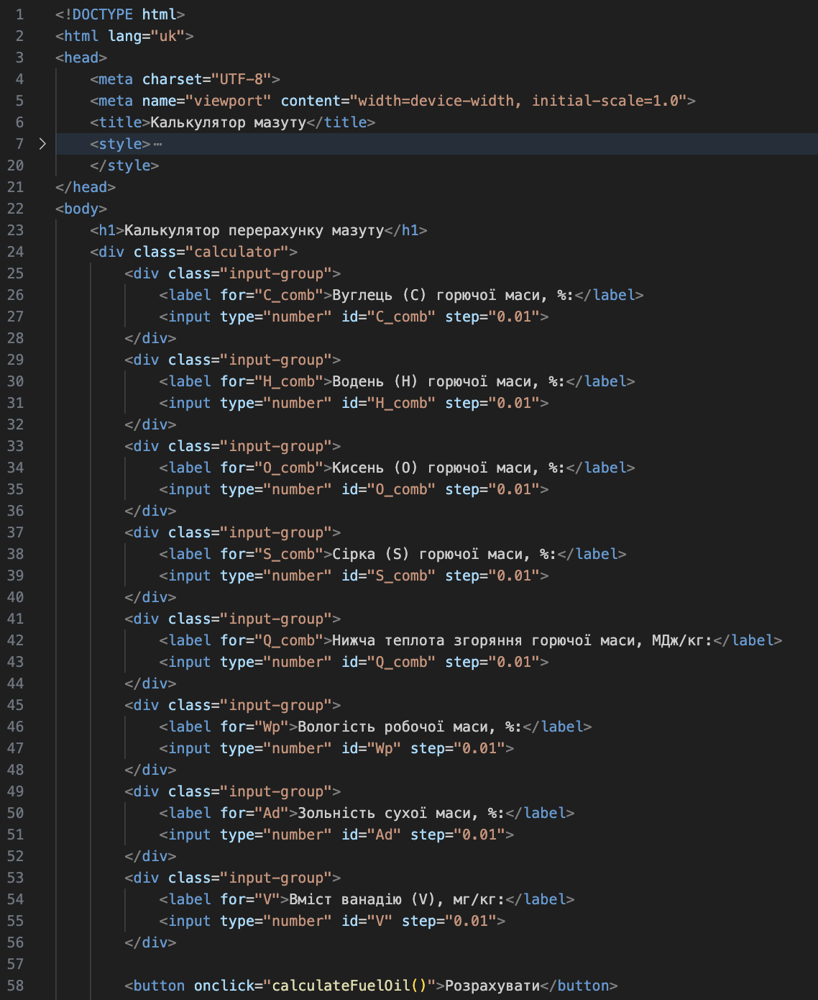 1 <!DOCTYPE html>
2 <html lang="uk">
3 <head>
4 <meta charset="UTF-8">
5 <meta name="viewport" content="width=device-width, initial-scale=1.0">
6 <title>Калькулятор мазуту</title>
7 <style>⋯
20 </style>
21 </head>
22 <body>
23 <h1>Калькулятор перерахунку мазуту</h1>
24 <div class="calculator">
25 <div class="input-group">
26 <label for="C_comb">Вуглець (C) горючої маси, %:</label>
27 <input type="number" id="C_comb" step="0.01">
28 </div>
29 <div class="input-group">
30 <label for="H_comb">Водень (H) горючої маси, %:</label>
31 <input type="number" id="H_comb" step="0.01">
32 </div>
33 <div class="input-group">
34 <label for="O_comb">Кисень (O) горючої маси, %:</label>
35 <input type="number" id="O_comb" step="0.01">
36 </div>
37 <div class="input-group">
38 <label for="S_comb">Сірка (S) горючої маси, %:</label>
39 <input type="number" id="S_comb" step="0.01">
40 </div>
41 <div class="input-group">
42 <label for="Q_comb">Нижча теплота згоряння горючої маси, МДж/кг:</label>
43 <input type="number" id="Q_comb" step="0.01">
44 </div>
45 <div class="input-group">
46 <label for="Wp">Вологість робочої маси, %:</label>
47 <input type="number" id="Wp" step="0.01">
48 </div>
49 <div class="input-group">
50 <label for="Ad">Зольність сухої маси, %:</label>
51 <input type="number" id="Ad" step="0.01">
52 </div>
53 <div class="input-group">
54 <label for="V">Вміст ванадію (V), мг/кг:</label>
55 <input type="number" id="V" step="0.01">
56 </div>
57
58 <button onclick="calculateFuelOil()">Розрахувати</button>